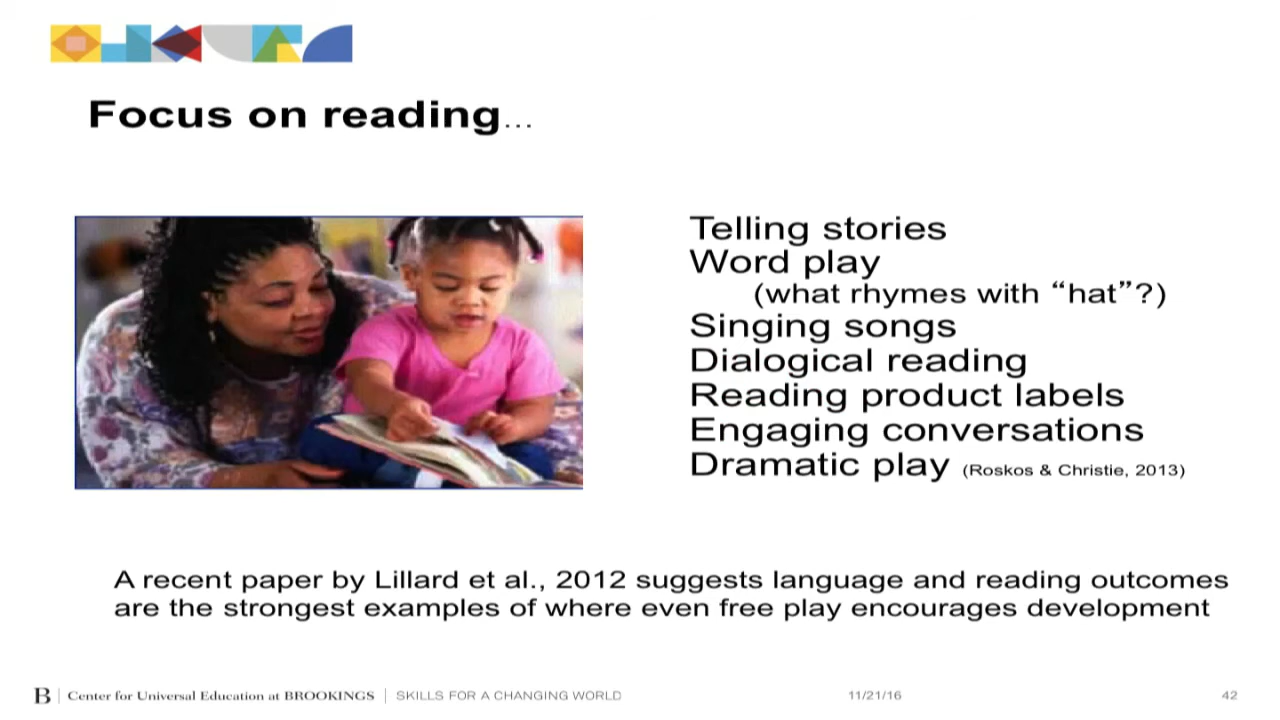 Focus on reading...
Telling stories
Word play
(what rhymes with “hat”?)
Singing songs
Dialogical reading
Reading product labels
Engaging conversations
Dramatic play (Roskos & Christie, 2013)
A recent paper by Lillard et al., 2012 suggests language and reading outcomes
are the strongest examples of where even free play encourages development
B | Center for Universal Education at BROOKINGS | SKILLS FOR A CHANGING WORLD 11/21/16 42